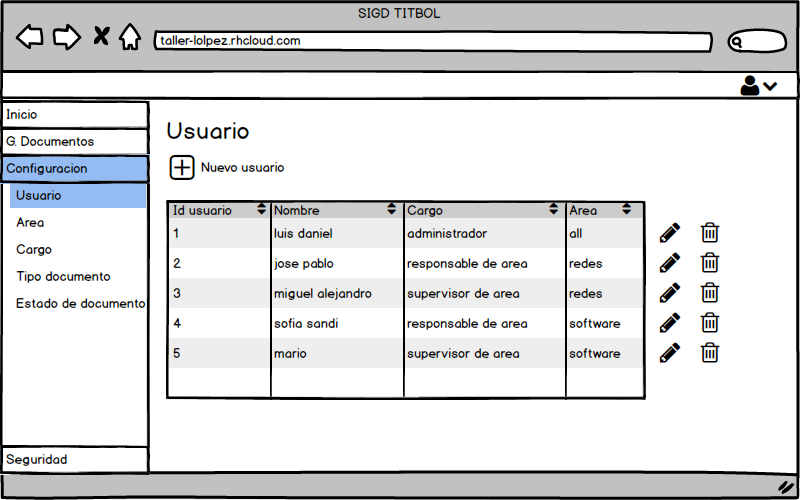 SIGD TITBOL
taller-lolpez.rhcloud.com
Inicio
G. Documentos
Configuracion
Usuario
Area
Cargo
Tipo documento
Estado de documento
Seguridad
Usuario
Nuevo usuario
Id usuario Nombre Cargo Area
1 luis daniel administrador all
2 jose pablo responsable de area redes
3 miguel alejandro supervisor de area redes
4 sofia sandi responsable de area software
5 mario supervisor de area software